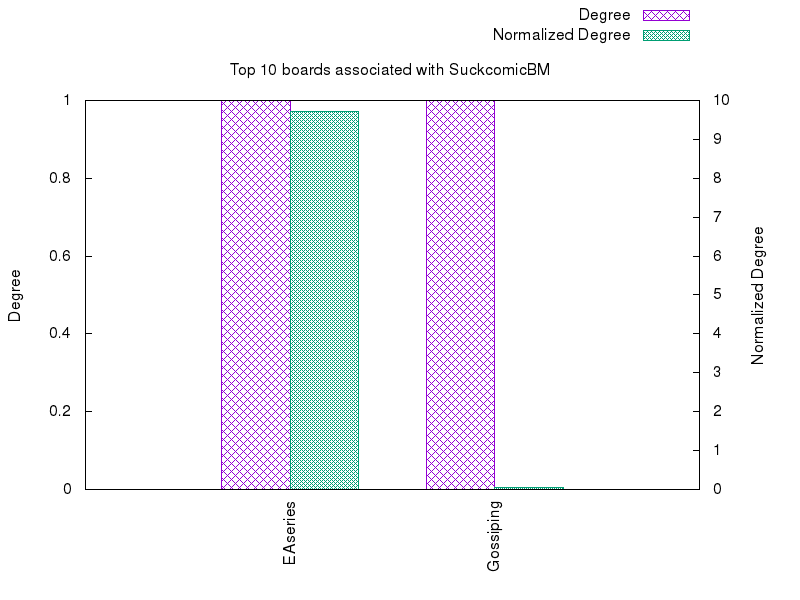 Degree
Normalized Degree
Top 10 boards associated with SuckcomicBM
1
0.8
0.6
0.4
0.2
0
10
9
8
7
6
5
4
3
2
1
0
Degree
Normalized Degree
EAseries
Gossiping